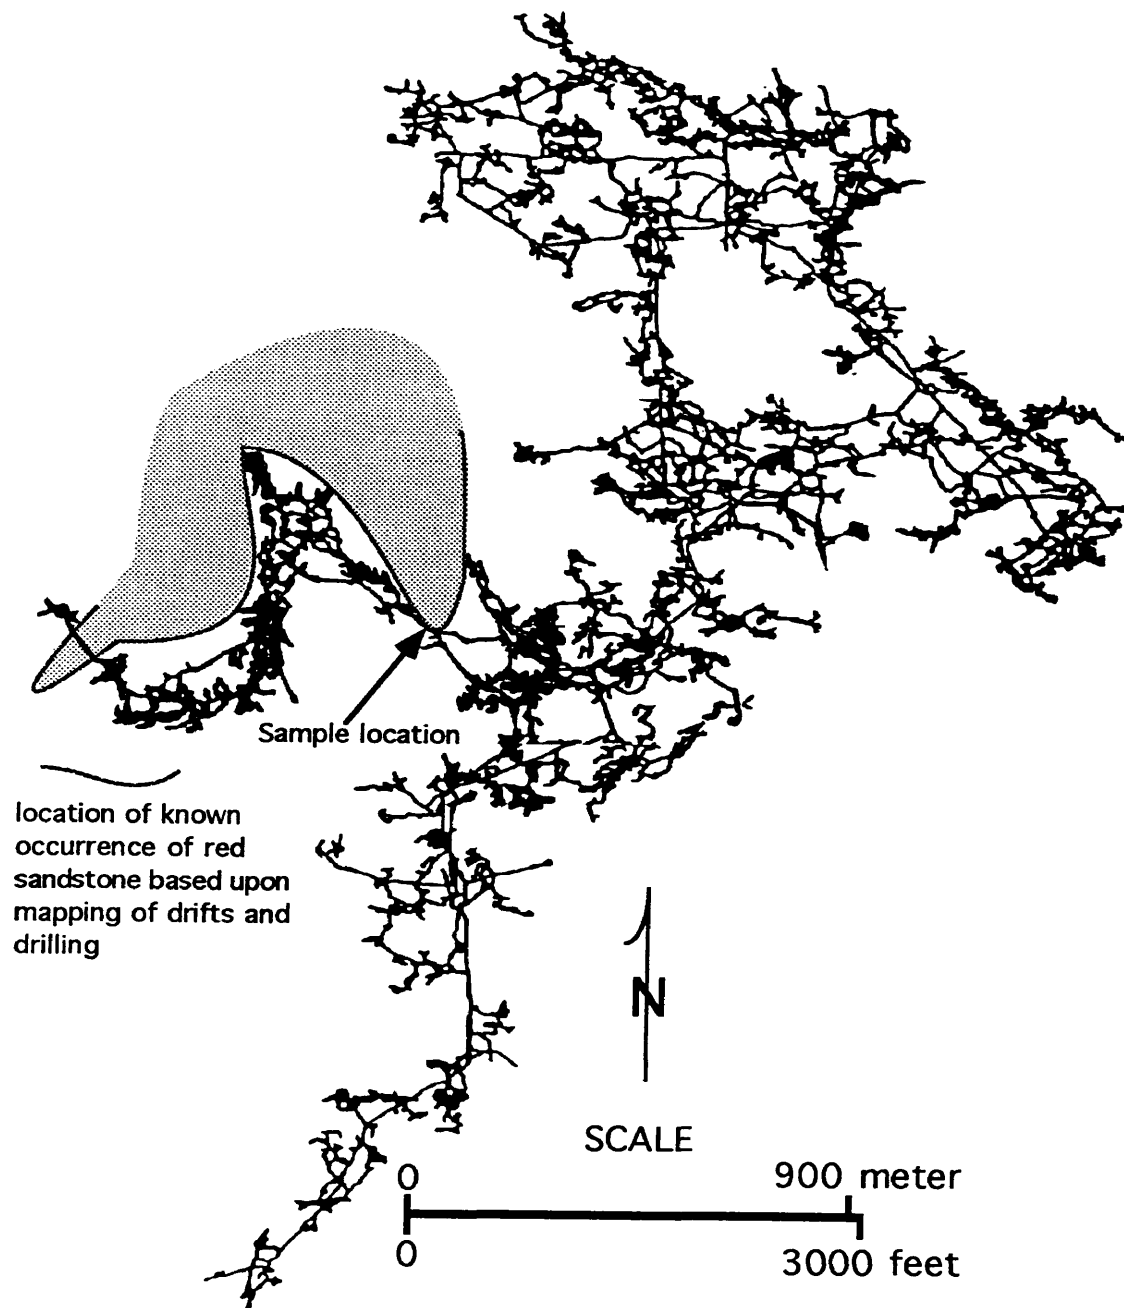 Sample location
location of known
occurrence of red
sandstone based upon
mapping of drifts and
drilling
N
SCALE
0
900 meter
0
3000 feet